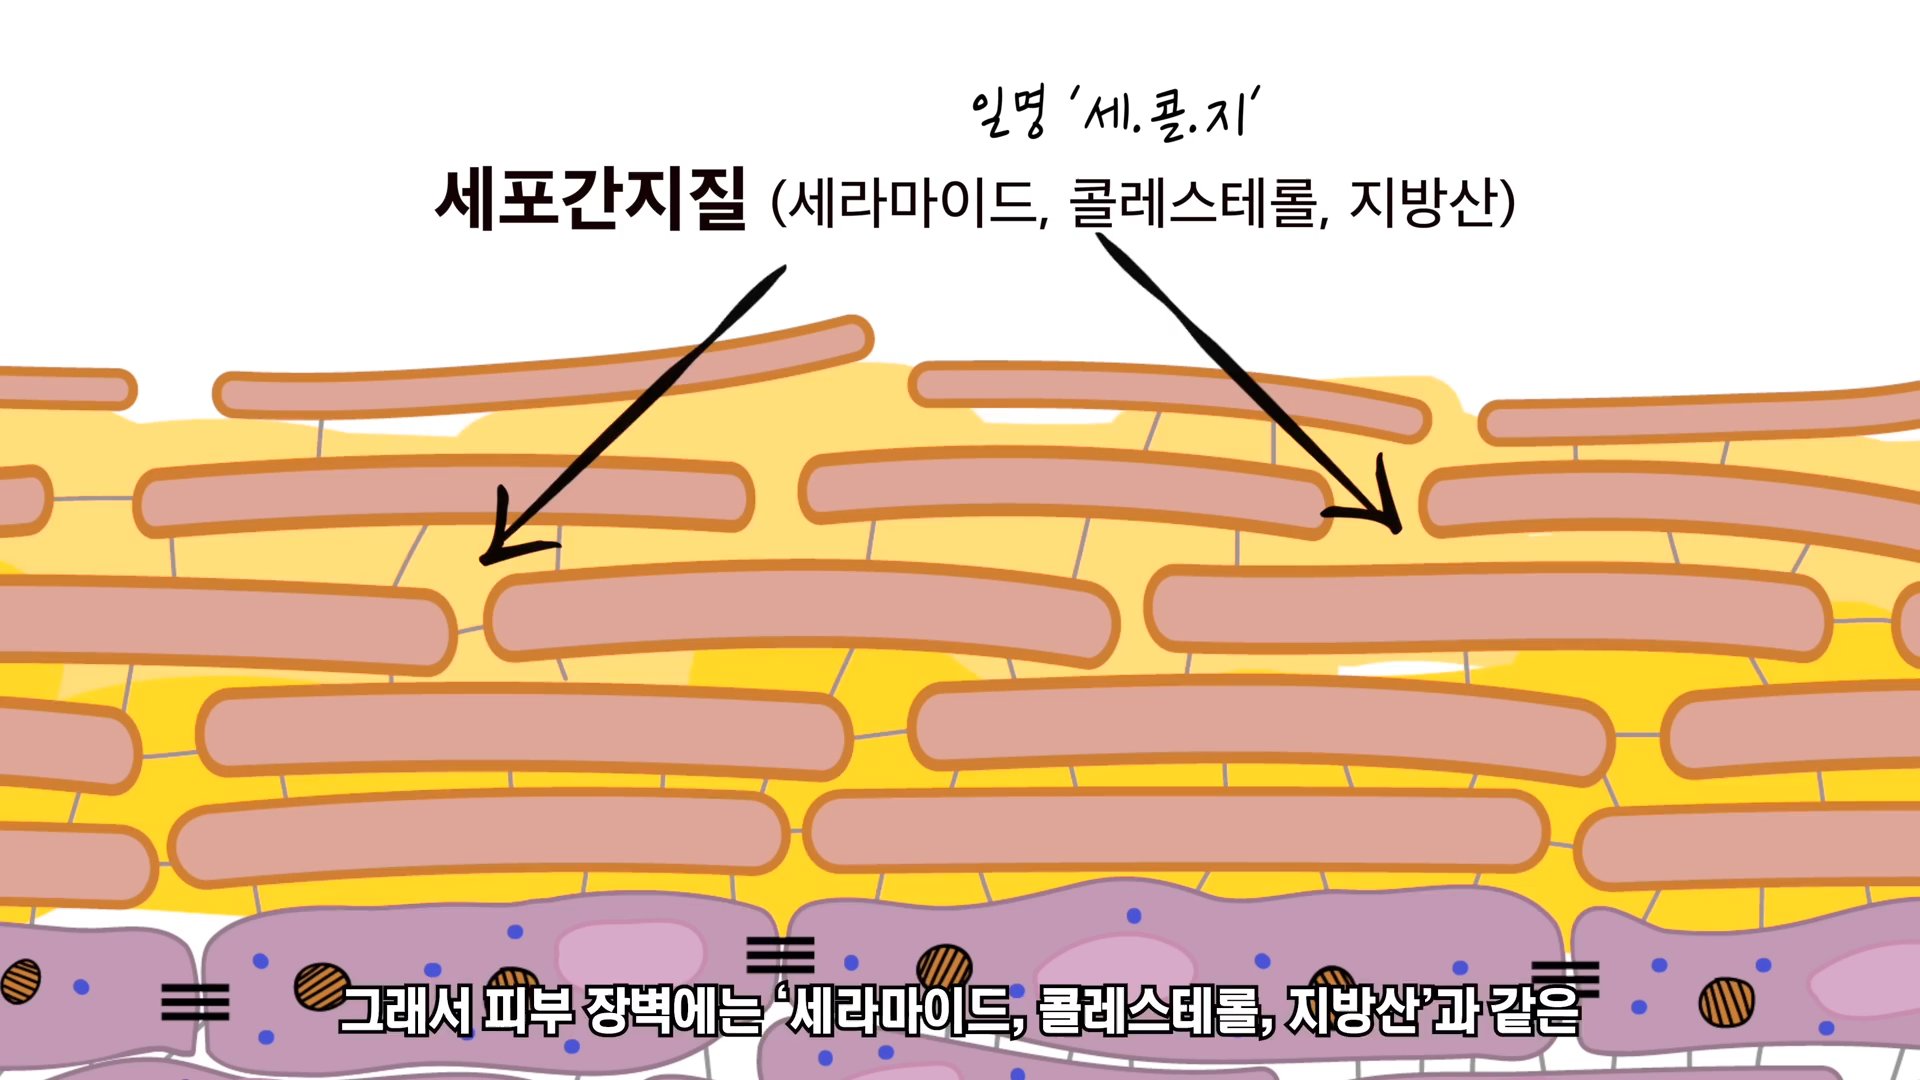 일명 '세.콜.지'
세포간지질 (세라마이드, 콜레스테롤, 지방산)
그래서 피부 장벽에는 ‘세라마이드, 콜레스테롤, 지방산’과 같은